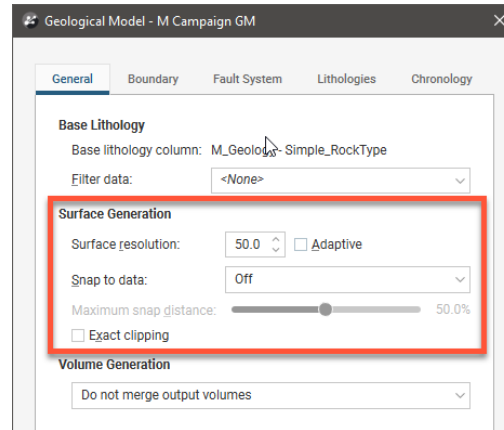 Geological Model - M Campaign GM
General Boundary Fault System Lithologies Chronology
Base Lithology
Base lithology column: M_Geology - Simple_RockType
Filter data: <None>
Surface Generation
Surface resolution: 50.0 Adaptive
Snap to data: Off
Maximum snap distance: 50.0%
Exact clipping
Volume Generation
Do not merge output volumes